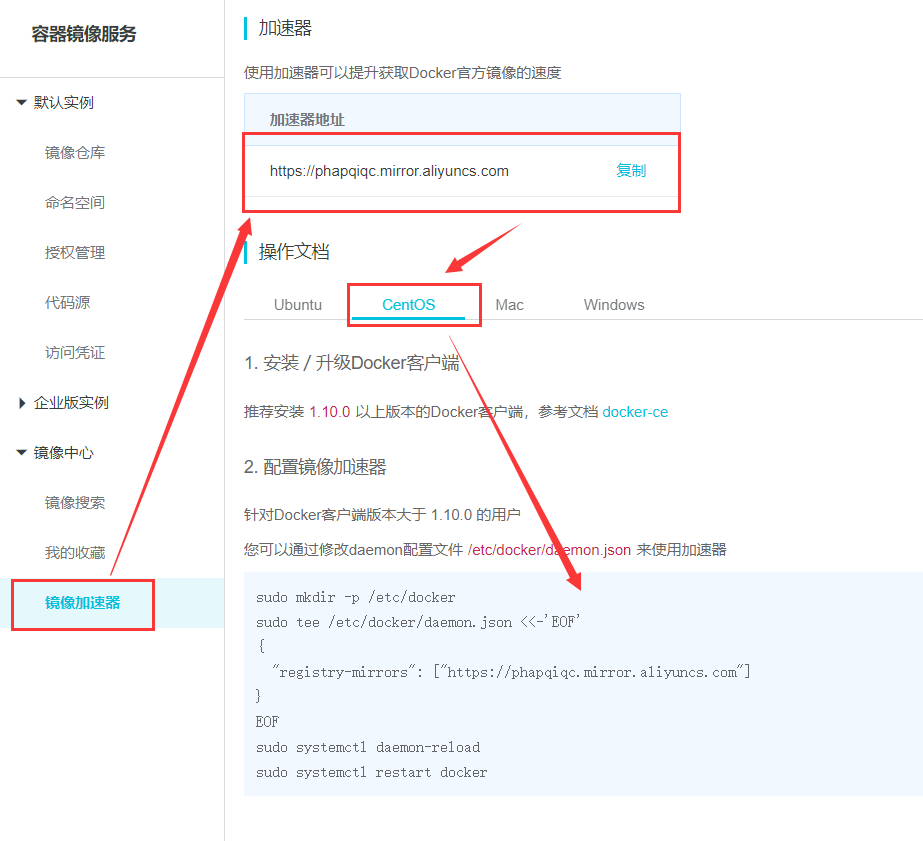 容器镜像服务
默认实例
镜像仓库
命名空间
授权管理
代码源
访问凭证
企业版实例
镜像中心
镜像搜索
我的收藏
镜像加速器
加速器
使用加速器可以提升获取Docker官方镜像的速度
加速器地址
https://phapqiqc.mirror.aliyuncs.com 复制
操作文档
Ubuntu CentOS Mac Windows
1. 安装 / 升级Docker客户端
推荐安装 1.10.0 以上版本的Docker客户端，参考文档 docker-ce
2. 配置镜像加速器
针对Docker客户端版本大于 1.10.0 的用户
您可以通过修改daemon配置文件 /etc/docker/daemon.json 来使用加速器
sudo mkdir -p /etc/docker
sudo tee /etc/docker/daemon.json <<-'EOF'
{
"registry-mirrors": ["https://phapqiqc.mirror.aliyuncs.com"]
}
EOF
sudo systemctl daemon-reload
sudo systemctl restart docker